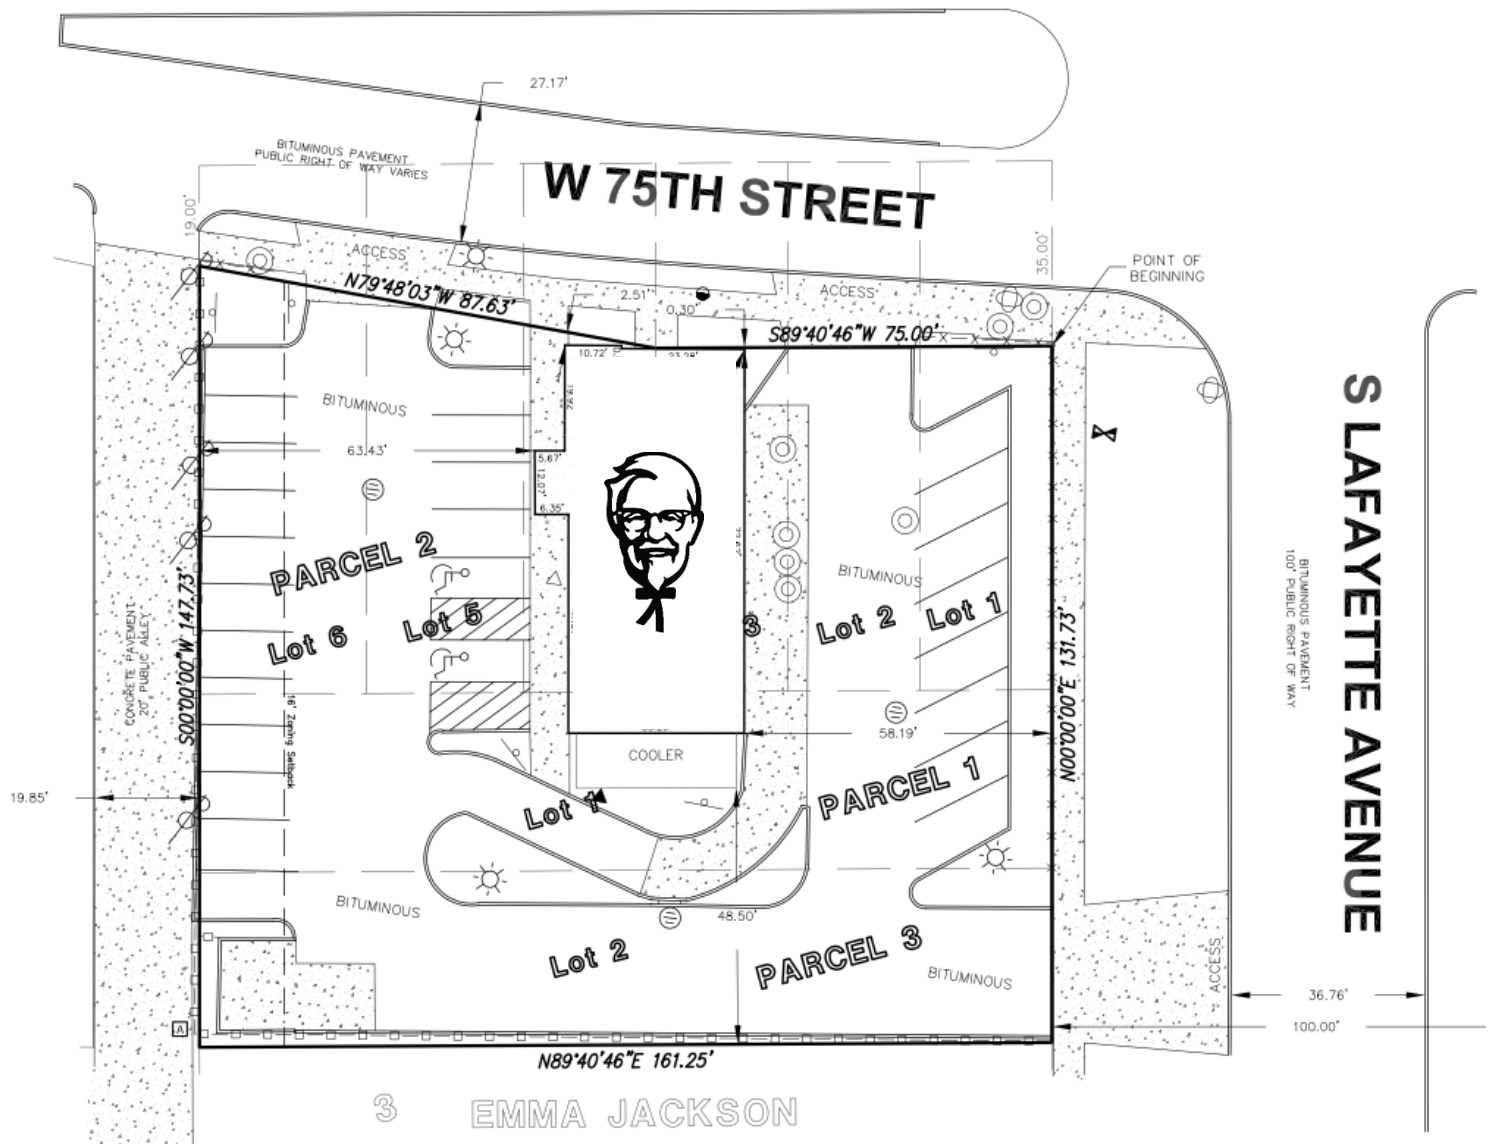 27.17'
BITUMINOUS PAVEMENT
PUBLIC RIGHT OF WAY VARIES
W 75TH STREET
19.00'
35.00'
ACCESS
POINT OF
BEGINNING
N79°48'03"W 87.63'
2.51'
0.30'
ACCESS
S89°40'46"W 75.00'
10.72'
BITUMINOUS
63.43'
5.67'
12.07'
6.35'
S LAFAYETTE AVENUE
BITUMINOUS PAVEMENT
100' PUBLIC RIGHT OF WAY
PARCEL 2
BITUMINOUS
Lot 6
Lot 5
3
Lot 2
Lot 1
CONCRETE PAVEMENT
20' PUBLIC ALLEY
S00°00'00"W 147.73'
N00°00'00"E 131.73'
16' Zoning Setback
58.19'
COOLER
19.85'
Lot 1
PARCEL 1
BITUMINOUS
48.50'
Lot 2
PARCEL 3
BITUMINOUS
ACCESS
36.76'
A
100.00'
N89°40'46"E 161.25'
3 EMMA JACKSON